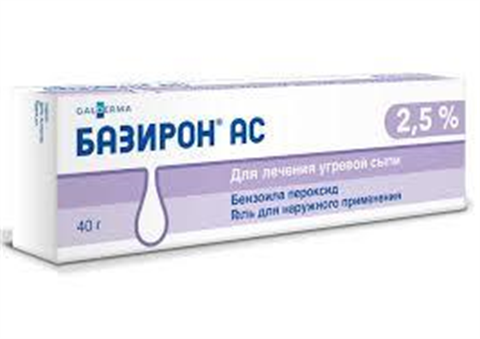 GALDERMA
БАЗИРОН® АС
2,5 %
Для лечения угревой сыпи
Бензоила пероксид
Гель для наружного применения
40 г